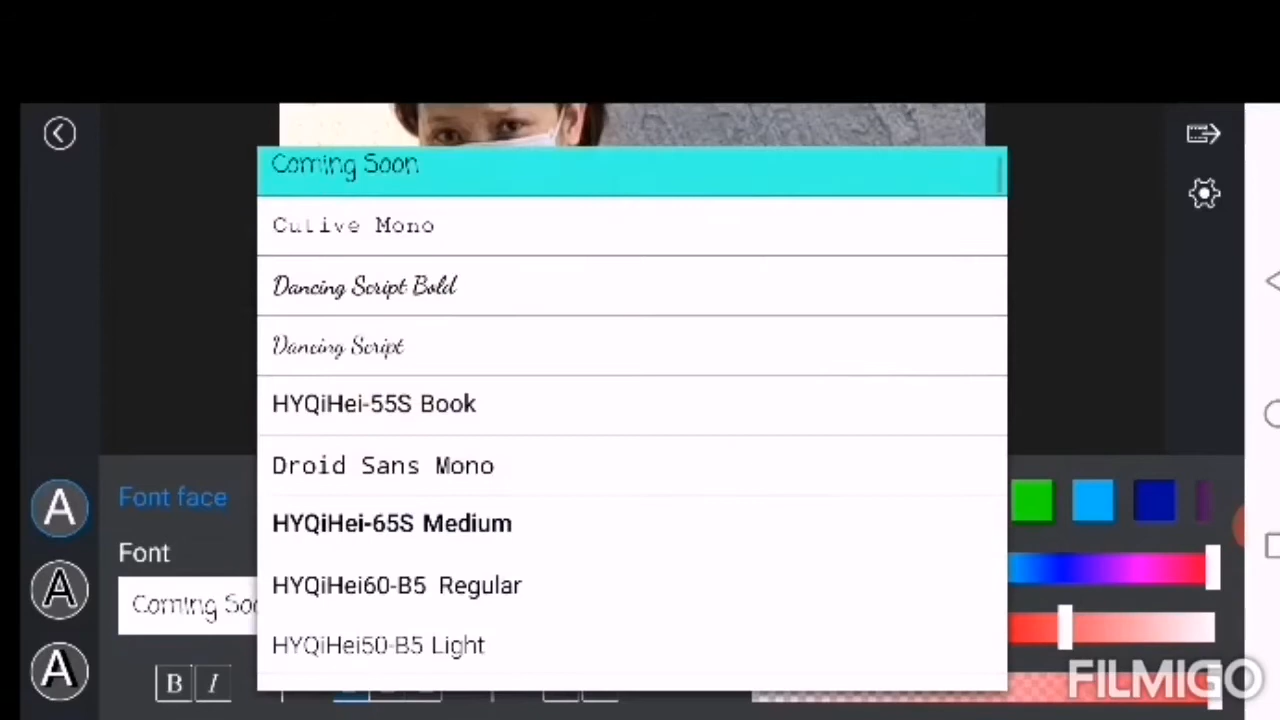 Coming Soon
Cutive Mono
Dancing Script Bold
Dancing Script
HYQiHei-55S Book
Droid Sans Mono
HYQiHei-65S Medium
HYQiHei60-B5 Regular
HYQiHei50-B5 Light
A
Font face
A
Font
Coming Soo
A
B I
FILMIGO